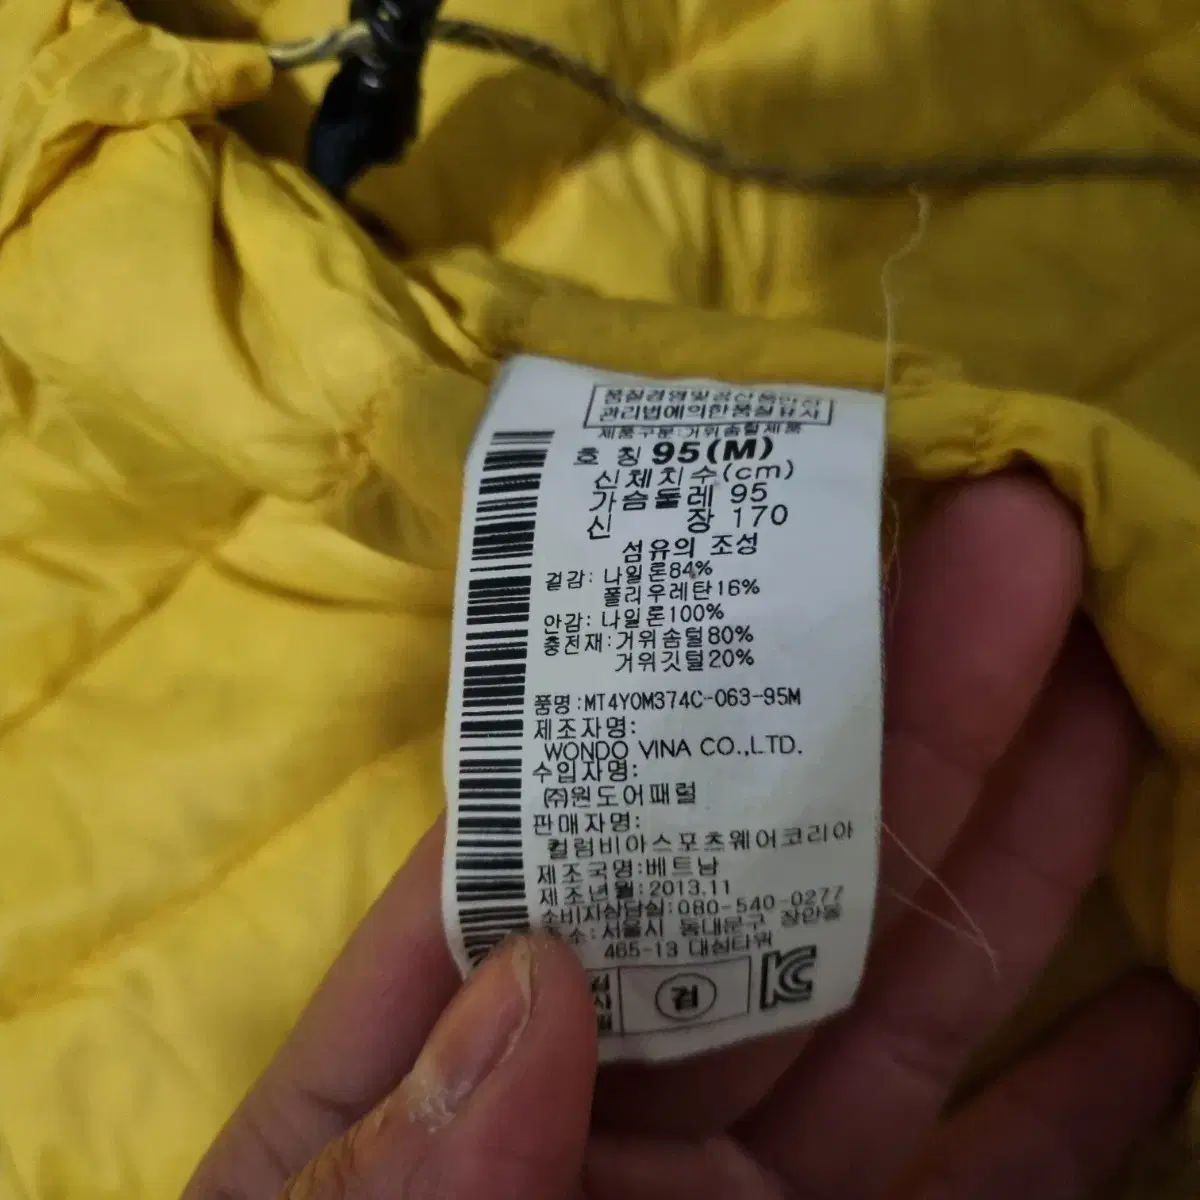 품질경영및공산품안전
관리법에의한품질표시
제품구분:거위솜털제품
호 칭 95(M)
신체치수(cm)
가슴둘레 95
신 장 170
섬유의 조성
겉감: 나일론84%
폴리우레탄16%
안감: 나일론100%
충전재:거위솜털80%
거위깃털20%
품명:MT4YOM374C-063-95M
제조자명:
WONDO VINA CO.,LTD.
수입자명:
(주)원도어패럴
판매자명:
컬럼비아스포츠웨어코리아
제조국명:베트남
제조년월:2013.11
소비자상담실:080-540-0277
주소:서울시 동대문구 장안동
465-13 대심타워
검